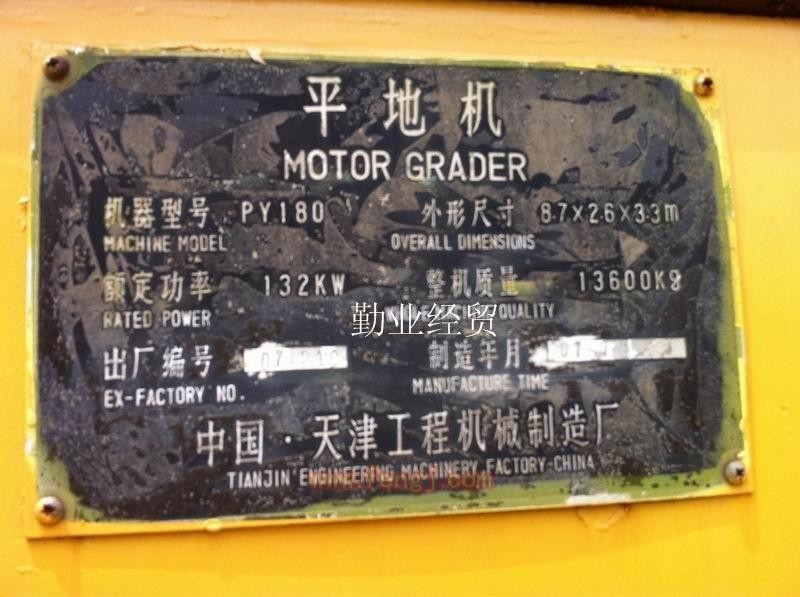 平地机
MOTOR GRADER
机器型号 PY180 外形尺寸 8.7×2.6×3.3m
MACHINE MODEL OVERALL DIMENSIONS
额定功率 132KW 整机质量 13600Kg
RATED POWER QUALITY
勤业经贸
出厂编号 制造年月
EX-FACTORY NO. MANUFACTURE TIME
中国·天津工程机械制造厂
TIANJIN ENGINEERING MACHINERY FACTORY·CHINA